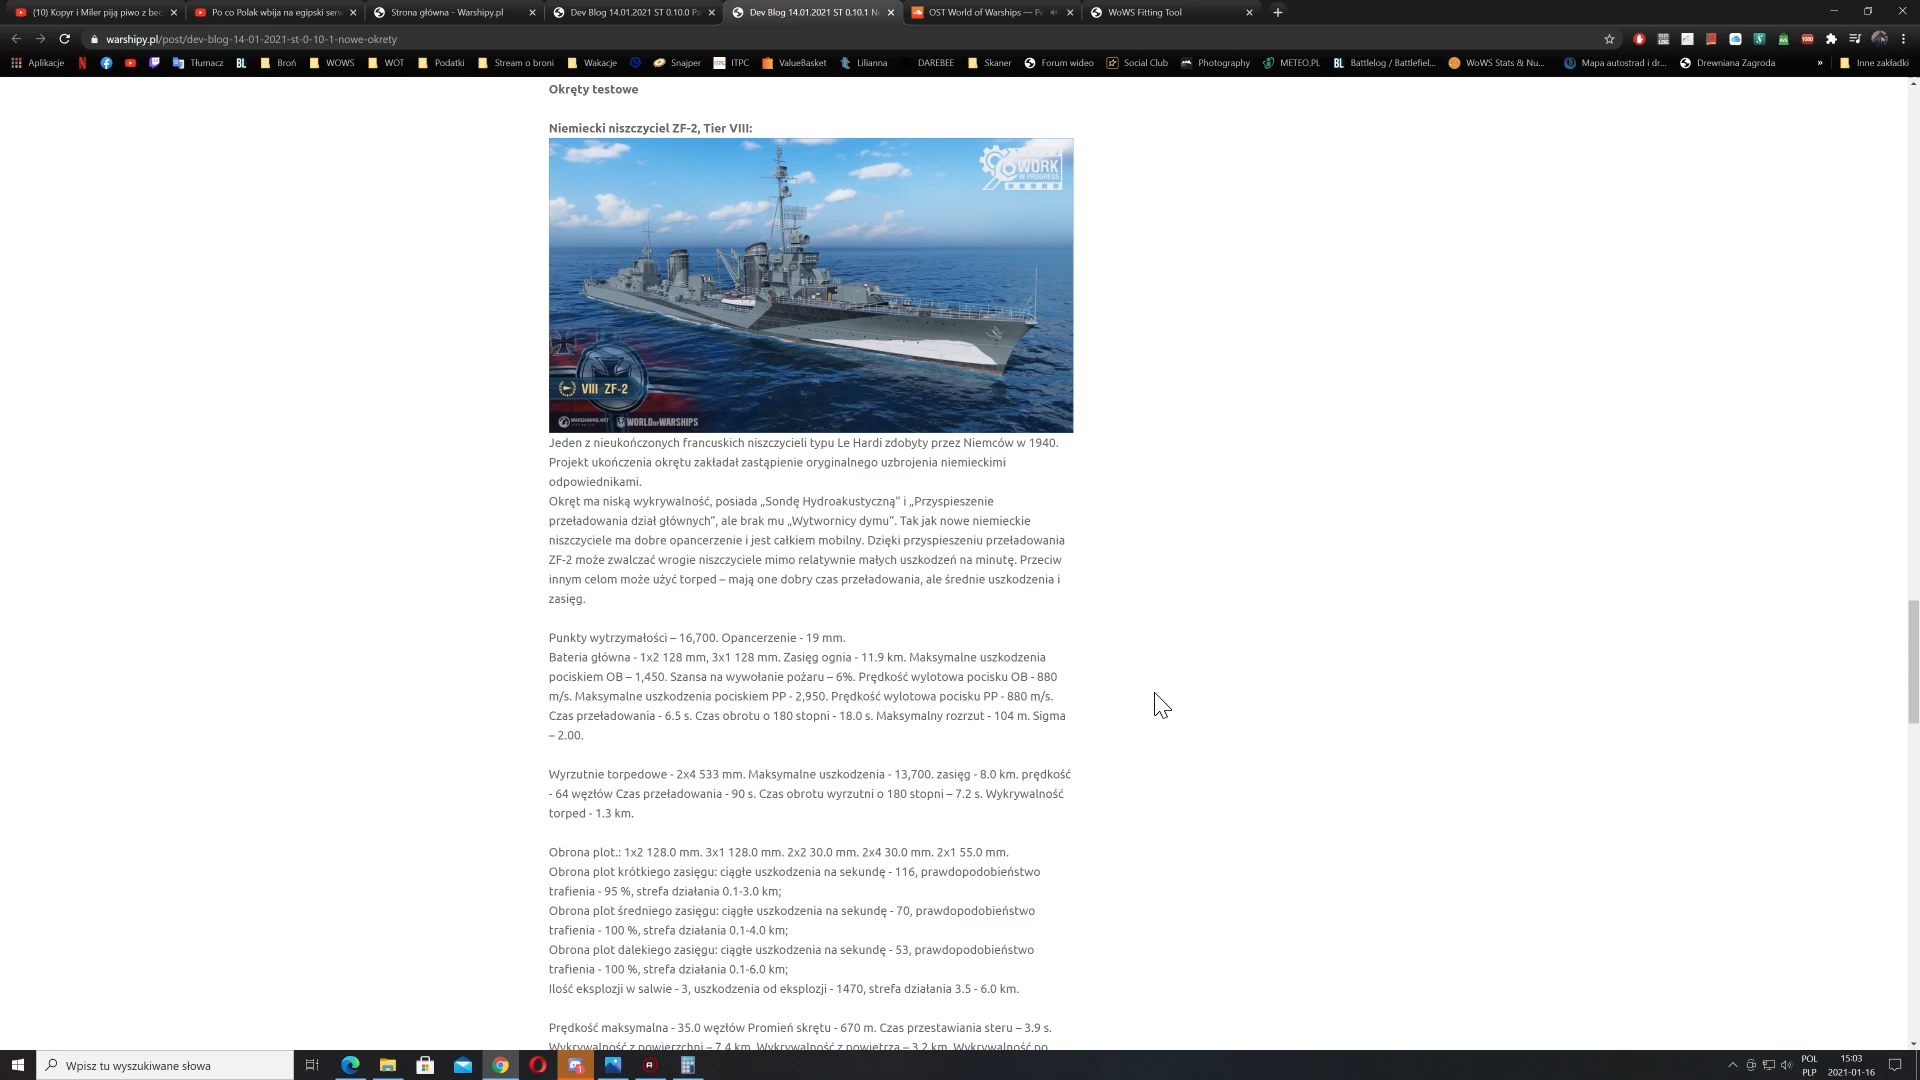 (10) Kopyr i Miler piją piwo z bec
Po co Polak wbija na egipski serw
Strona główna - Warshipy.pl
Dev Blog 14.01.2021 ST 0.10.0 Po
Dev Blog 14.01.2021 ST 0.10.1 N
OST World of Warships — P
WoWS Fitting Tool
warshipy.pl/post/dev-blog-14-01-2021-st-0-10-1-nowe-okrety
Aplikacje
Tłumacz
BL
Broń
WOWS
WOT
Podatki
Stream o broni
Wakacje
Snajper
ITPC
ValueBasket
Lilianna
DAREBEE
Skaner
Forum wideo
Social Club
Photography
METEO.PL
BL Battlelog / Battlefiel...
WoWS Stats & Nu...
Mapa autostrad i dr...
Drewniana Zagroda
»
Inne zakładki
Okręty testowe
Niemiecki niszczyciel ZF-2, Tier VIII:
WORK
IN PROGRESS
VIII ZF-2
WARGAMING.NET
WORLD OF WARSHIPS
Jeden z nieukończonych francuskich niszczycieli typu Le Hardi zdobyty przez Niemców w 1940.
Projekt ukończenia okrętu zakładał zastąpienie oryginalnego uzbrojenia niemieckimi
odpowiednikami.
Okręt ma niską wykrywalność, posiada „Sondę Hydroakustyczną” i „Przyspieszenie
przeładowania dział głównych”, ale brak mu „Wytwornicy dymu”. Tak jak nowe niemieckie
niszczyciele ma dobre opancerzenie i jest całkiem mobilny. Dzięki przyspieszeniu przeładowania
ZF-2 może zwalczać wrogie niszczyciele mimo relatywnie małych uszkodzeń na minutę. Przeciw
innym celom może użyć torped – mają one dobry czas przeładowania, ale średnie uszkodzenia i
zasięg.
Punkty wytrzymałości – 16,700. Opancerzenie - 19 mm.
Bateria główna - 1x2 128 mm, 3x1 128 mm. Zasięg ognia - 11.9 km. Maksymalne uszkodzenia
pociskiem OB – 1,450. Szansa na wywołanie pożaru – 6%. Prędkość wylotowa pocisku OB - 880
m/s. Maksymalne uszkodzenia pociskiem PP - 2,950. Prędkość wylotowa pocisku PP - 880 m/s.
Czas przeładowania - 6.5 s. Czas obrotu o 180 stopni - 18.0 s. Maksymalny rozrzut - 104 m. Sigma
– 2.00.
Wyrzutnie torpedowe - 2x4 533 mm. Maksymalne uszkodzenia - 13,700. zasięg - 8.0 km. prędkość
- 64 węzłów Czas przeładowania - 90 s. Czas obrotu wyrzutni o 180 stopni – 7.2 s. Wykrywalność
torped - 1.3 km.
Obrona plot.: 1x2 128.0 mm. 3x1 128.0 mm. 2x2 30.0 mm. 2x4 30.0 mm. 2x1 55.0 mm.
Obrona plot krótkiego zasięgu: ciągłe uszkodzenia na sekundę - 116, prawdopodobieństwo
trafienia - 95 %, strefa działania 0.1-3.0 km;
Obrona plot średniego zasięgu: ciągłe uszkodzenia na sekundę - 70, prawdopodobieństwo
trafienia - 100 %, strefa działania 0.1-4.0 km;
Obrona plot dalekiego zasięgu: ciągłe uszkodzenia na sekundę - 53, prawdopodobieństwo
trafienia - 100 %, strefa działania 0.1-6.0 km;
Ilość eksplozji w salwie - 3, uszkodzenia od eksplozji - 1470, strefa działania 3.5 - 6.0 km.
Prędkość maksymalna - 35.0 węzłów Promień skrętu - 670 m. Czas przestawiania steru – 3.9 s.
Wykrywalność z powierzchni – 7.4 km. Wykrywalność z powietrza – 3.2 km. Wykrywalność po
Wpisz tu wyszukiwane słowa
POL
PLP
15:03
2021-01-16